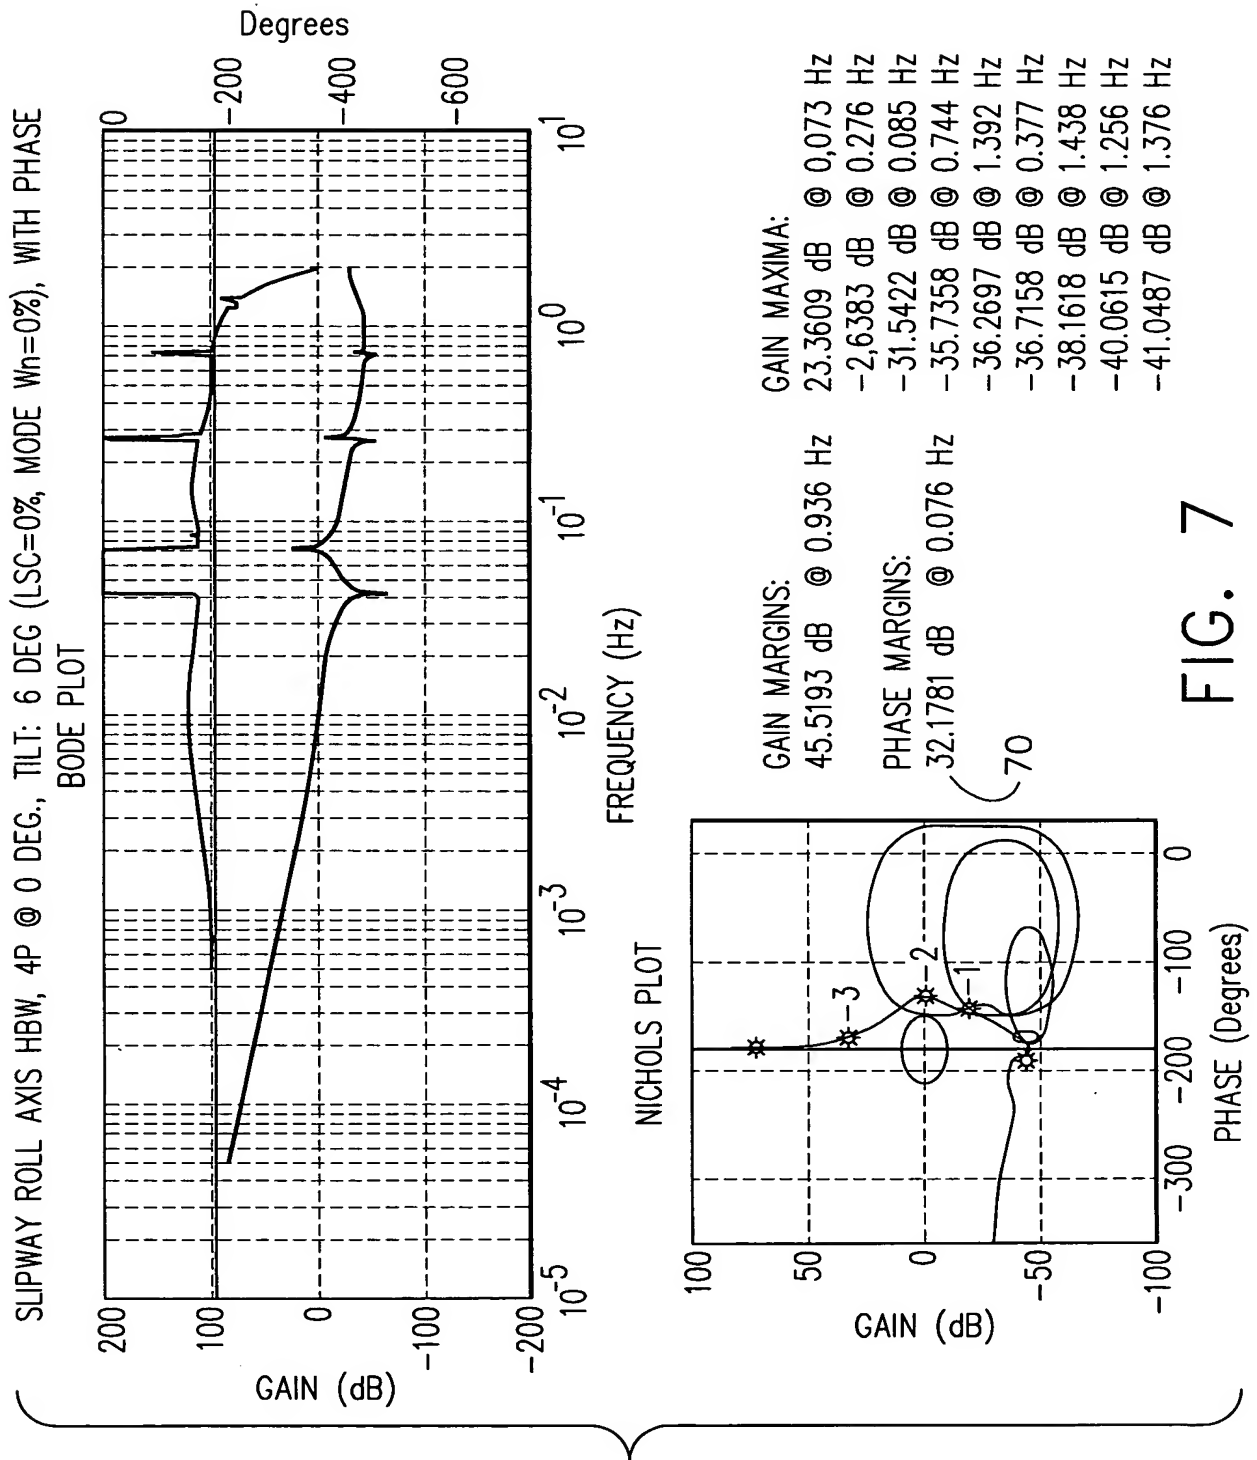 SLIPWAY ROLL AXIS HBW, 4P @ 0 DEG., TILT: 6 DEG (LSC=0%, MODE Wn=0%), WITH PHASE
BODE PLOT
200
100
0
-100
-200
GAIN (dB)
0
-200
-400
-600
Degrees
10-5
10-4
10-3
10-2
10-1
100
101
FREQUENCY (Hz)
NICHOLS PLOT
100
50
0
-50
-100
GAIN (dB)
-3
-2
-1
-300
-200
-100
0
PHASE (Degrees)
70
GAIN MARGINS:
45.5193 dB @ 0.936 Hz
PHASE MARGINS:
32.1781 dB @ 0.076 Hz
GAIN MAXIMA:
23.3609 dB @ 0,073 Hz
-2,6383 dB @ 0.276 Hz
-31.5422 dB @ 0.085 Hz
-35.7358 dB @ 0.744 Hz
-36.2697 dB @ 1.392 Hz
-36.7158 dB @ 0.377 Hz
-38.1618 dB @ 1.438 Hz
-40.0615 dB @ 1.256 Hz
-41.0487 dB @ 1.376 Hz
FIG. 7